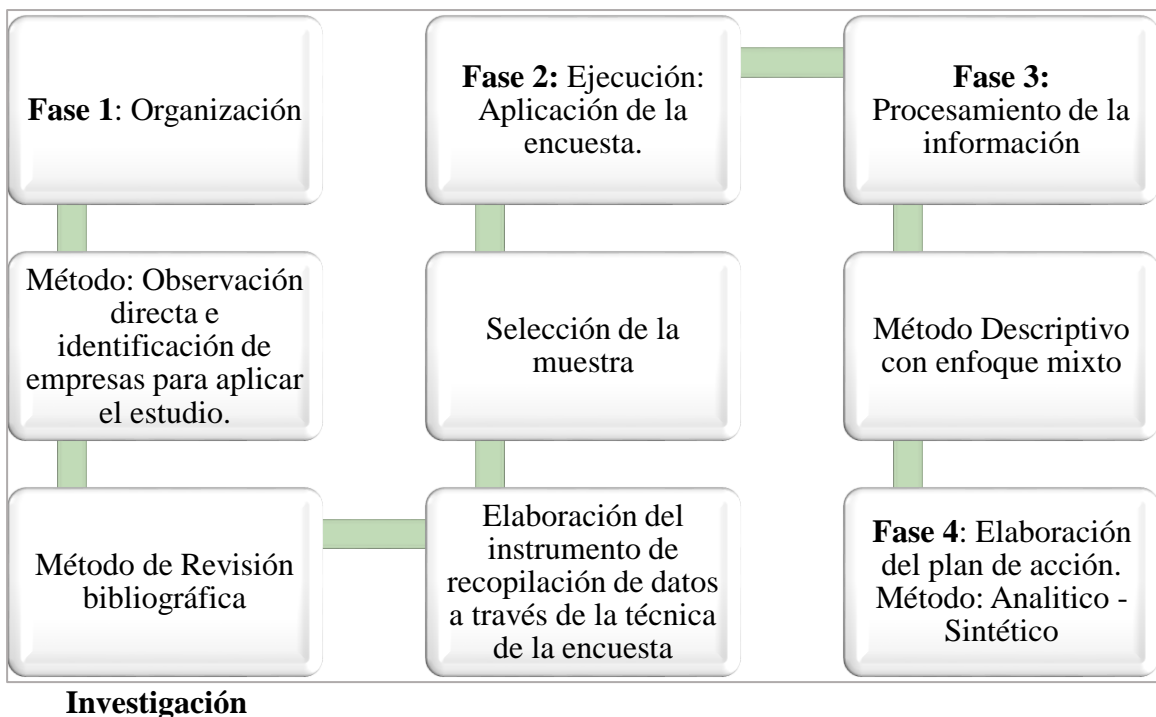 Fase 1: Organización
Método: Observación
directa e
identificación de
empresas para aplicar
el estudio.
Método de Revisión
bibliográfica
Elaboración del
instrumento de
recopilación de datos
a través de la técnica
de la encuesta
Selección de la
muestra
Fase 2: Ejecución:
Aplicación de la
encuesta.
Fase 3:
Procesamiento de la
información
Método Descriptivo
con enfoque mixto
Fase 4: Elaboración
del plan de acción.
Método: Analitico -
Sintético
Investigación